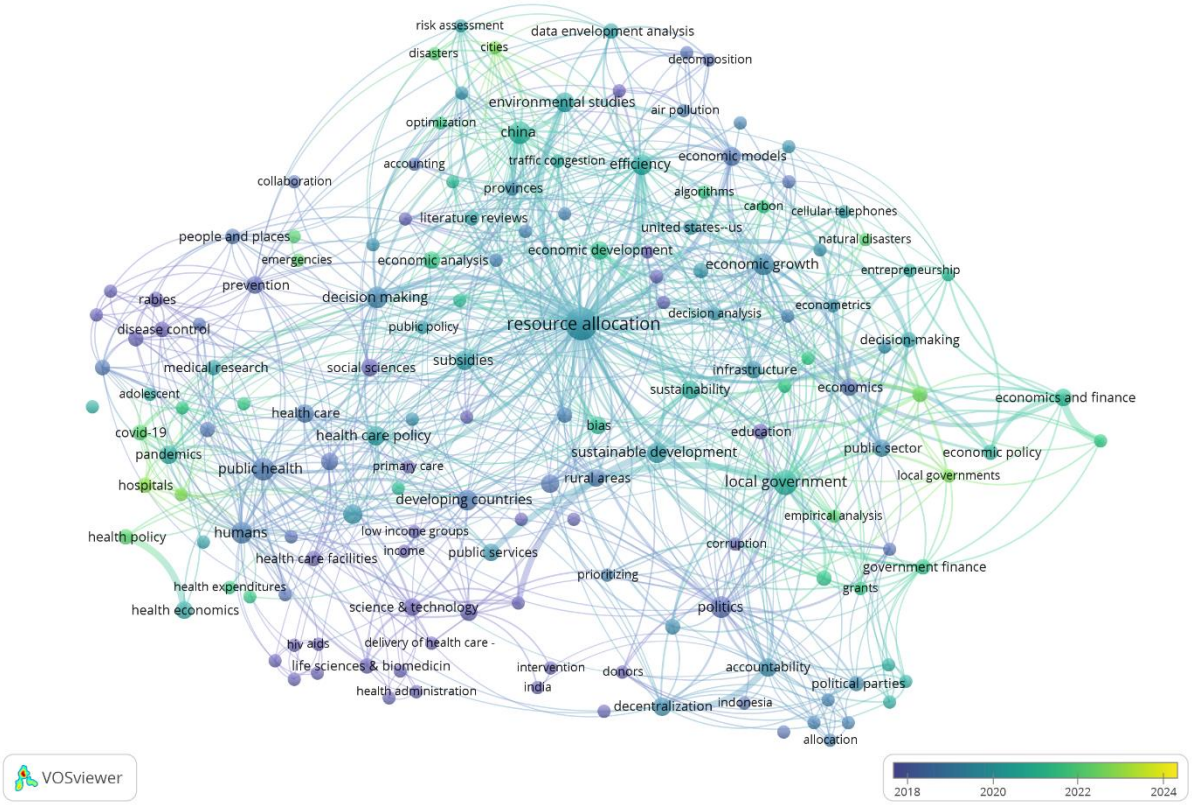 risk assessment
data envelopment analysis
cities
disasters
decomposition
environmental studies
air pollution
optimization
china
traffic congestion
efficiency
economic models
accounting
collaboration
provinces
algorithms
carbon
cellular telephones
literature reviews
united states--us
people and places
natural disasters
economic development
emergencies
economic analysis
economic growth
entrepreneurship
prevention
rabies
decision making
econometrics
decision analysis
resource allocation
public policy
disease control
decision-making
medical research
social sciences
subsidies
infrastructure
sustainability
economics
adolescent
economics and finance
health care
bias
covid-19
health care policy
education
pandemics
sustainable development
public sector
economic policy
public health
primary care
rural areas
local government
local governments
hospitals
developing countries
empirical analysis
health policy
humans
low income groups
corruption
income
public services
health care facilities
government finance
prioritizing
health expenditures
grants
health economics
science & technology
politics
hiv aids
delivery of health care -
life sciences & biomedicin
intervention
donors
accountability
india
political parties
health administration
decentralization
indonesia
allocation
VOSviewer
2018
2020
2022
2024